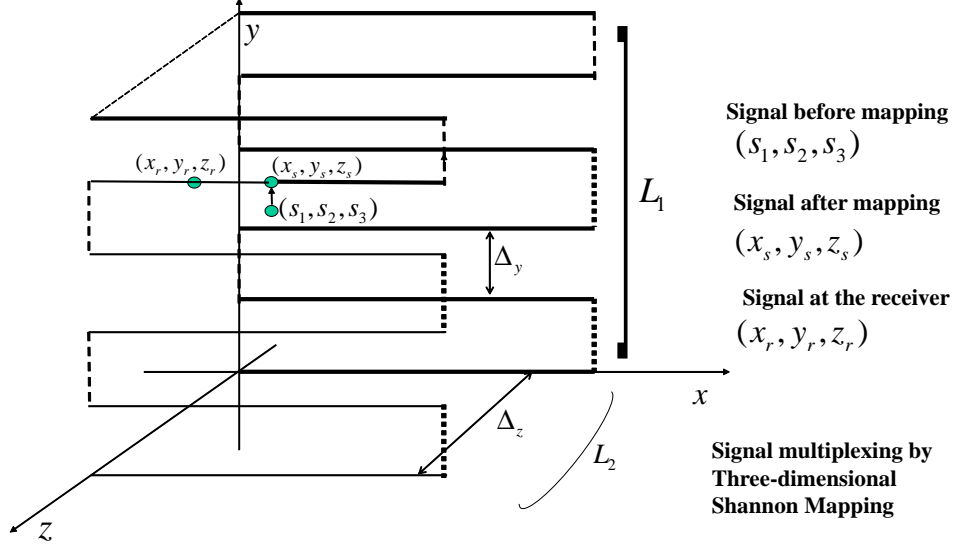 y
(x_r, y_r, z_r)
(x_s, y_s, z_s)
(s_1, s_2, s_3)
Δ_y
L_1
Signal before mapping
(s_1, s_2, s_3)
Signal after mapping
(x_s, y_s, z_s)
Signal at the receiver
(x_r, y_r, z_r)
x
Δ_z
L_2
z
Signal multiplexing by
Three-dimensional
Shannon Mapping